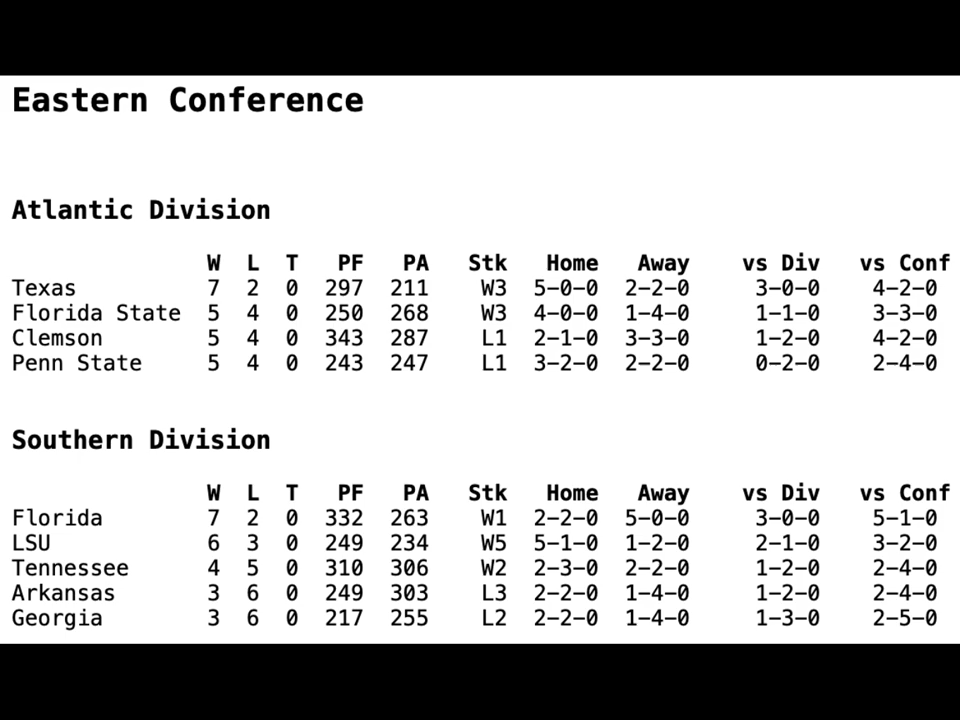 Eastern Conference
Atlantic Division
W L T PF PA Stk Home Away vs Div vs Conf
Texas 7 2 0 297 211 W3 5-0-0 2-2-0 3-0-0 4-2-0
Florida State 5 4 0 250 268 W3 4-0-0 1-4-0 1-1-0 3-3-0
Clemson 5 4 0 343 287 L1 2-1-0 3-3-0 1-2-0 4-2-0
Penn State 5 4 0 243 247 L1 3-2-0 2-2-0 0-2-0 2-4-0
Southern Division
W L T PF PA Stk Home Away vs Div vs Conf
Florida 7 2 0 332 263 W1 2-2-0 5-0-0 3-0-0 5-1-0
LSU 6 3 0 249 234 W5 5-1-0 1-2-0 2-1-0 3-2-0
Tennessee 4 5 0 310 306 W2 2-3-0 2-2-0 1-2-0 2-4-0
Arkansas 3 6 0 249 303 L3 2-2-0 1-4-0 1-2-0 2-4-0
Georgia 3 6 0 217 255 L2 2-2-0 1-4-0 1-3-0 2-5-0